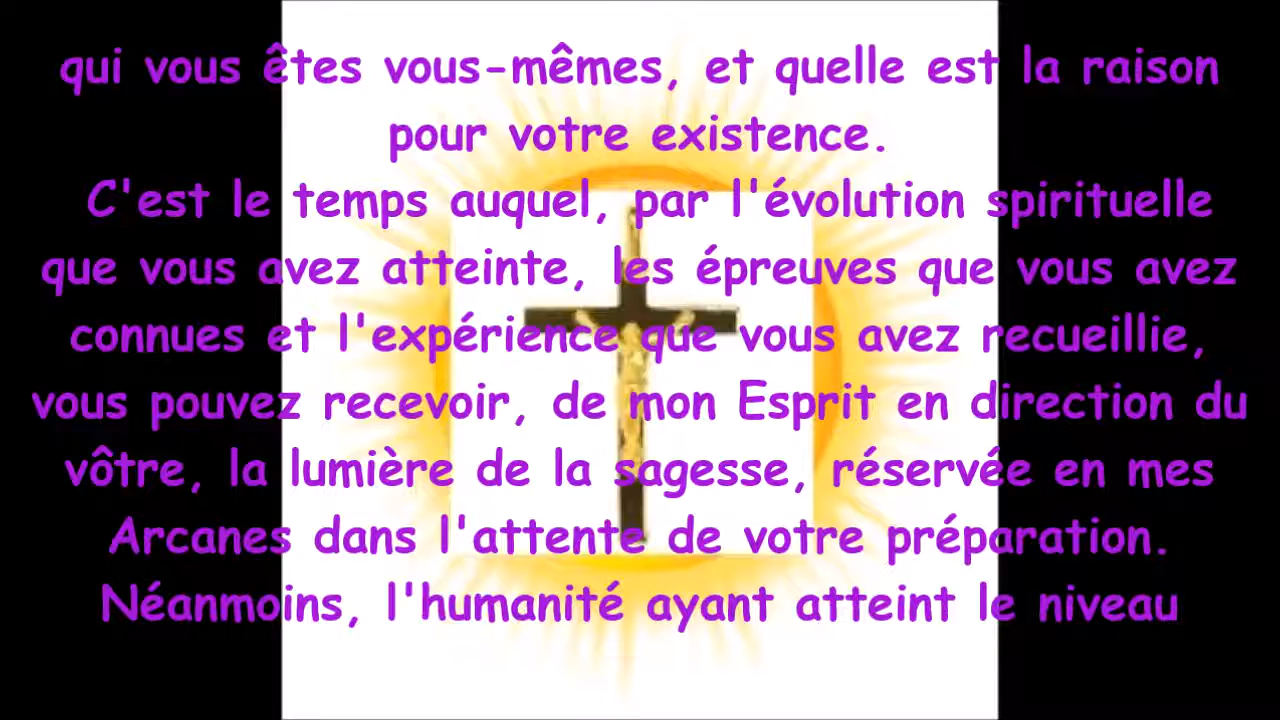 qui vous êtes vous-mêmes, et quelle est la raison
pour votre existence.
C'est le temps auquel, par l'évolution spirituelle
que vous avez atteinte, les épreuves que vous avez
connues et l'expérience que vous avez recueillie,
vous pouvez recevoir, de mon Esprit en direction du
vôtre, la lumière de la sagesse, réservée en mes
Arcanes dans l'attente de votre préparation.
Néanmoins, l'humanité ayant atteint le niveau